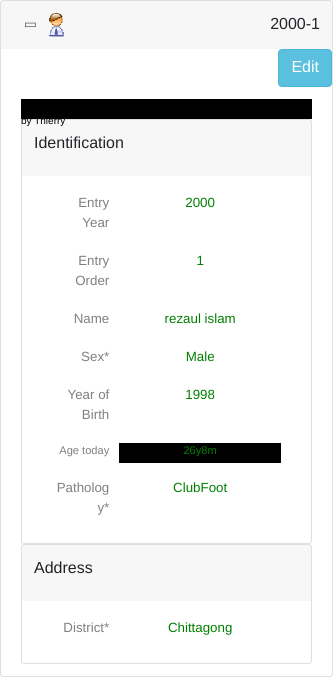 2000-1
Edit
by Thierry
Identification
Entry
Year
2000
Entry
Order
1
Name
rezaul islam
Sex*
Male
Year of
Birth
1998
Age today
26y8m
Patholog
y*
ClubFoot
Address
District*
Chittagong